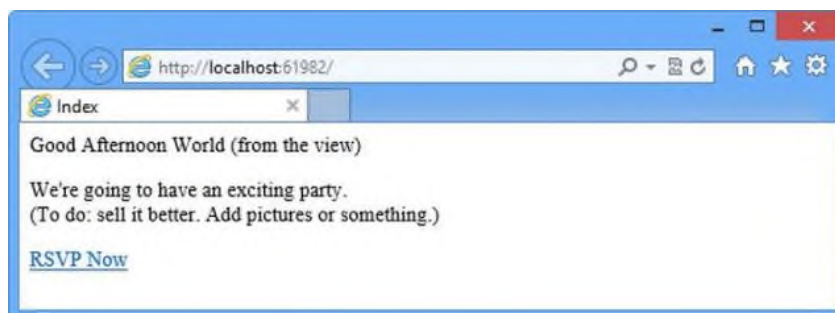 http://localhost:61982/
Index
Good Afternoon World (from the view)
We're going to have an exciting party.
(To do: sell it better. Add pictures or something.)
RSVP Now